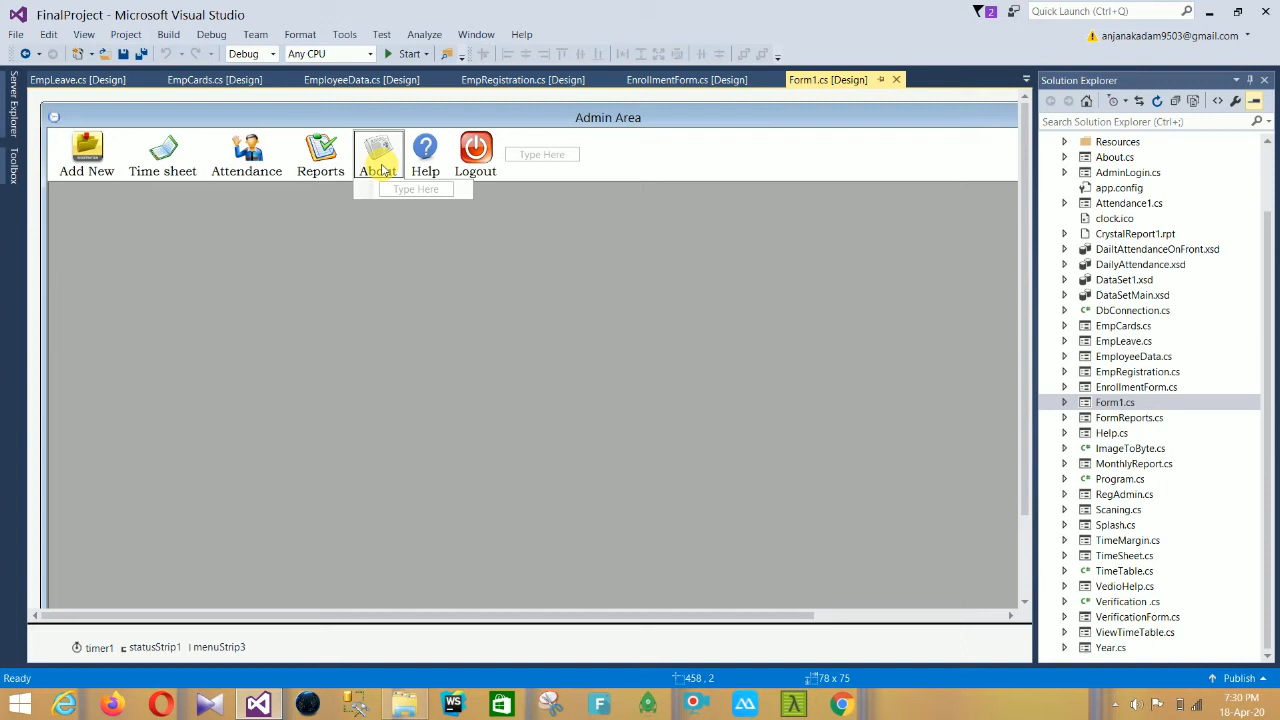 FinalProject - Microsoft Visual Studio
2
Quick Launch (Ctrl+Q)
File Edit View Project Build Debug Team Format Tools Test Analyze Window Help
anjanakadam9503@gmail.com
Debug Any CPU Start
EmpLeave.cs [Design] EmpCards.cs [Design] EmployeeData.cs [Design] EmpRegistration.cs [Design] EnrollmentForm.cs [Design] Form1.cs [Design]
Solution Explorer
Server Explorer
Toolbox
Search Solution Explorer (Ctrl+;)
Admin Area
Add New Time sheet Attendance Reports About Help Logout
Type Here
Type Here
Resources
About.cs
AdminLogin.cs
app.config
Attendance1.cs
clock.ico
CrystalReport1.rpt
DailtAttendanceOnFront.xsd
DailyAttendance.xsd
DataSet1.xsd
DataSetMain.xsd
DbConnection.cs
EmpCards.cs
EmpLeave.cs
EmployeeData.cs
EmpRegistration.cs
EnrollmentForm.cs
Form1.cs
FormReports.cs
Help.cs
ImageToByte.cs
MonthlyReport.cs
Program.cs
RegAdmin.cs
Scaning.cs
Splash.cs
TimeMargin.cs
TimeSheet.cs
TimeTable.cs
VedioHelp.cs
Verification .cs
VerificationForm.cs
ViewTimeTable.cs
Year.cs
timer1 statusStrip1 menuStrip3
Ready 458 , 2 78 x 75 Publish
WS
F
7:30 PM
18-Apr-20